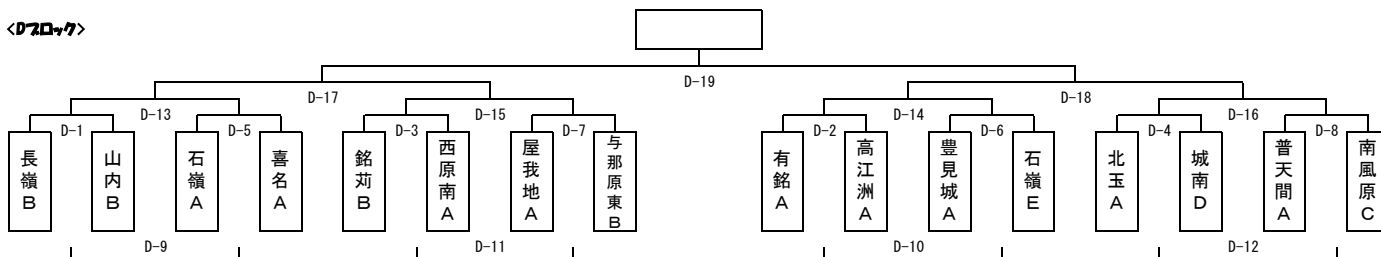 <Dブロック>
D-19
D-17
D-18
D-13
D-15
D-14
D-16
D-1
D-5
D-3
D-7
D-2
D-6
D-4
D-8
長嶺B
山内B
石嶺A
喜名A
銘苅B
西原南A
屋我地A
与那原東B
有銘A
高江洲A
豊見城A
石嶺E
北玉A
城南D
普天間A
南風原C
D-9
D-11
D-10
D-12